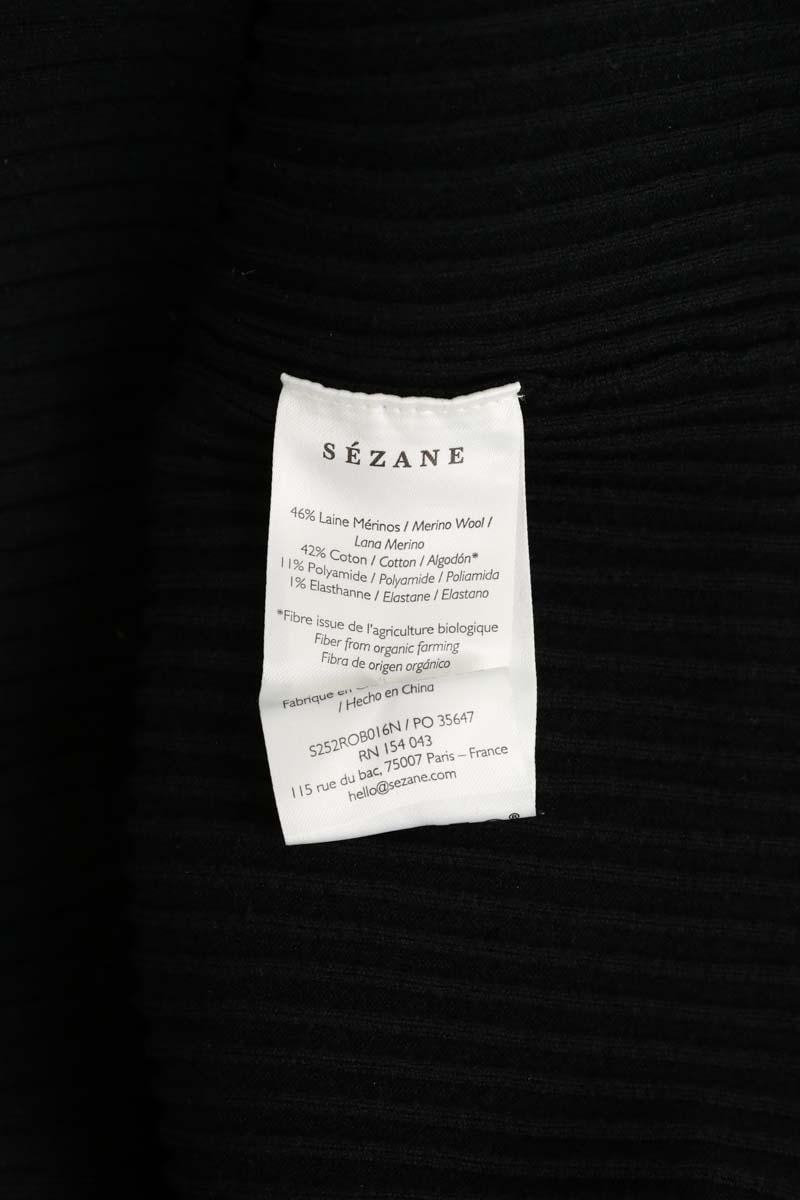 SÉZANE
46% Laine Mérinos / Merino Wool /
Lana Merino
42% Coton / Cotton / Algodón*
11% Polyamide / Polyamide / Poliamida
1% Elasthanne / Elastane / Elastano
*Fibre issue de l'agriculture biologique
Fiber from organic farming
Fibra de origen orgánico
Fabriqué en
/ Hecho en China
S252ROB016N / PO 35647
RN 154 043
115 rue du bac, 75007 Paris – France
hello@sezane.com
®